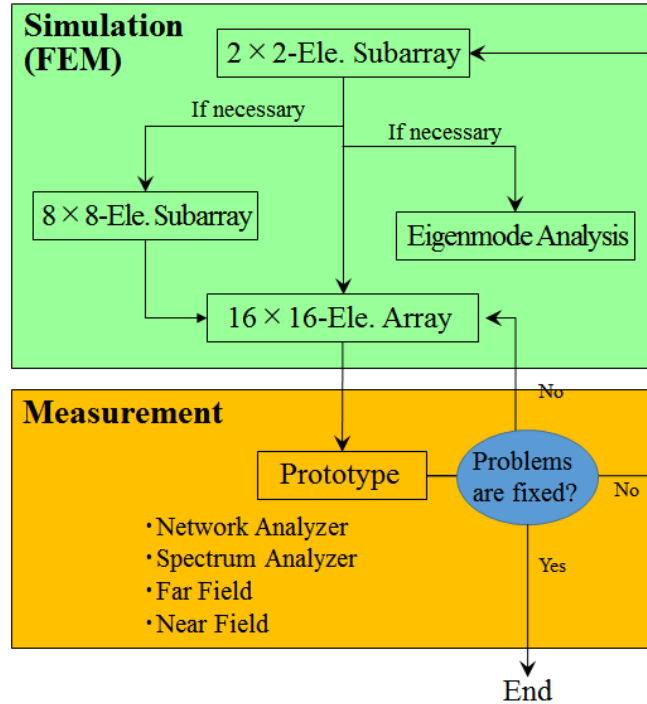 Simulation
(FEM)
2×2-Ele. Subarray
If necessary
If necessary
8×8-Ele. Subarray
Eigenmode Analysis
16×16-Ele. Array
No
Measurement
Prototype
Problems
are fixed?
No
・Network Analyzer
・Spectrum Analyzer
・Far Field
・Near Field
Yes
End